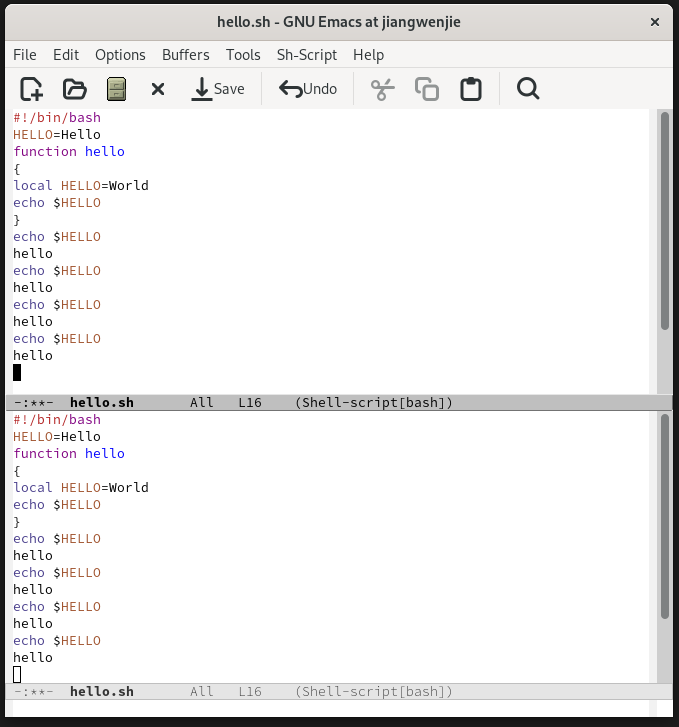 hello.sh - GNU Emacs at jiangwenjie
File Edit Options Buffers Tools Sh-Script Help
Save Undo
#!/bin/bash
HELLO=Hello
function hello
{
local HELLO=World
echo $HELLO
}
echo $HELLO
hello
echo $HELLO
hello
echo $HELLO
hello
echo $HELLO
hello
-:**- hello.sh All L16 (Shell-script[bash])
#!/bin/bash
HELLO=Hello
function hello
{
local HELLO=World
echo $HELLO
}
echo $HELLO
hello
echo $HELLO
hello
echo $HELLO
hello
echo $HELLO
hello
-:**- hello.sh All L16 (Shell-script[bash])